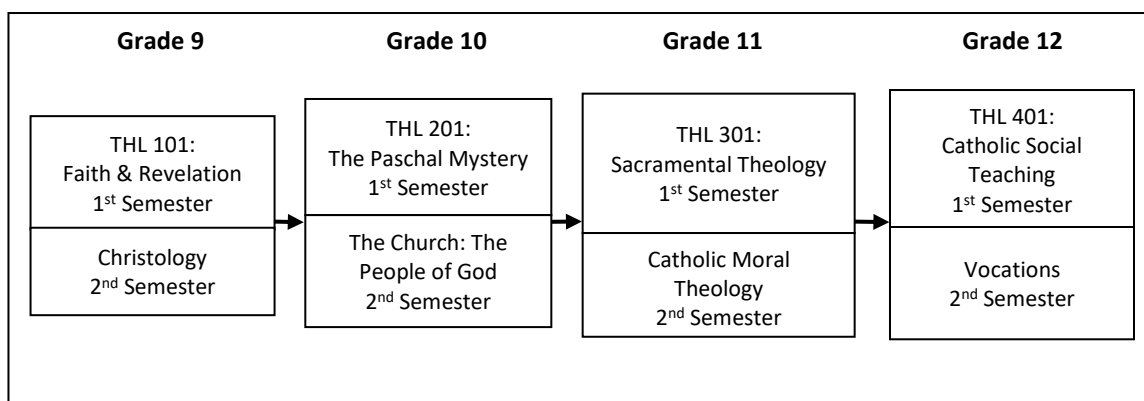 Grade 9
Grade 10
Grade 11
Grade 12
THL 101:
Faith & Revelation
1st Semester
Christology
2nd Semester
THL 201:
The Paschal Mystery
1st Semester
The Church: The
People of God
2nd Semester
THL 301:
Sacramental Theology
1st Semester
Catholic Moral
Theology
2nd Semester
THL 401:
Catholic Social
Teaching
1st Semester
Vocations
2nd Semester